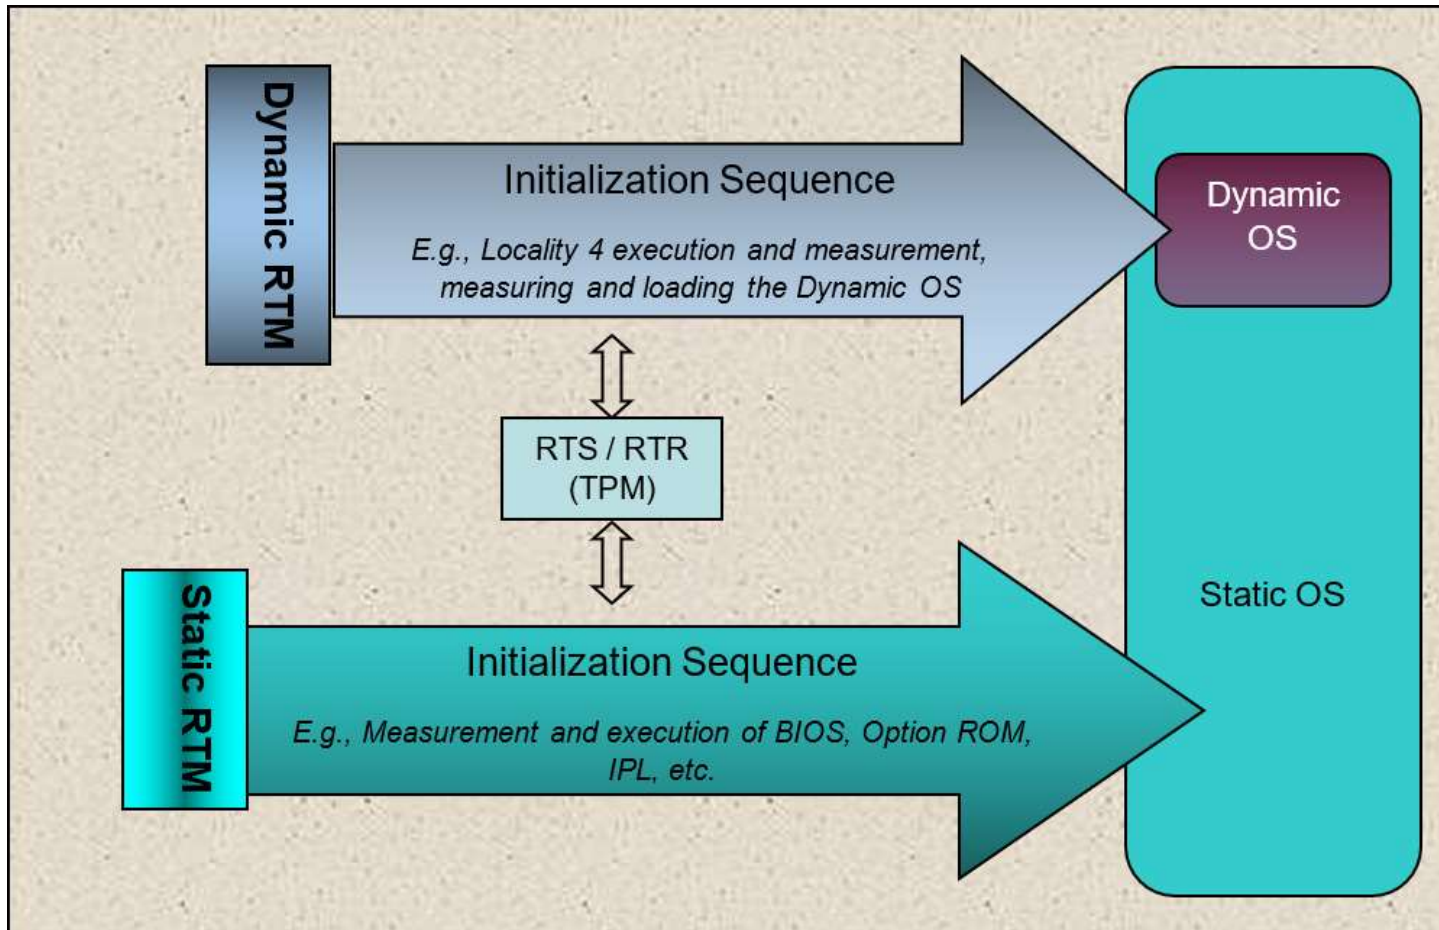 Dynamic RTM
Initialization Sequence
E.g., Locality 4 execution and measurement,
measuring and loading the Dynamic OS
Dynamic
OS
RTS / RTR
(TPM)
Static OS
Static RTM
Initialization Sequence
E.g., Measurement and execution of BIOS, Option ROM,
IPL, etc.